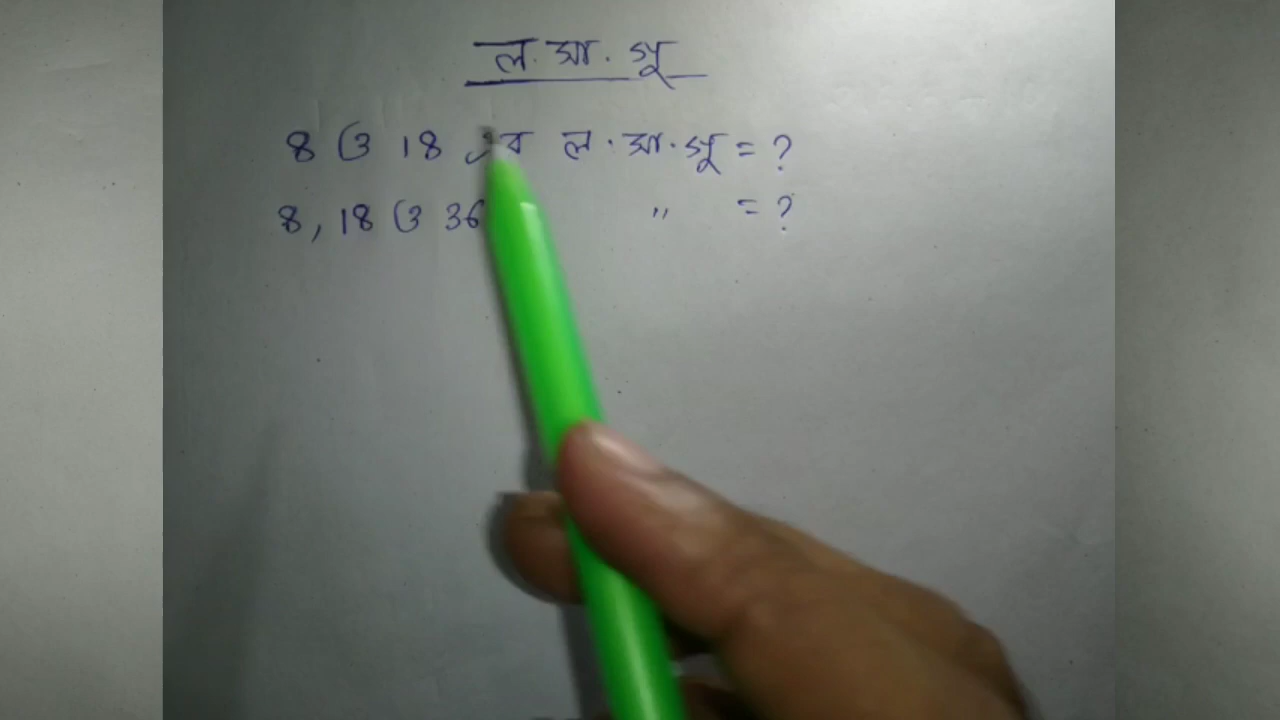 ল. সা. গু
8 ও 18 এর ল. সা. গু = ?
8, 18 ও 36 " = ?